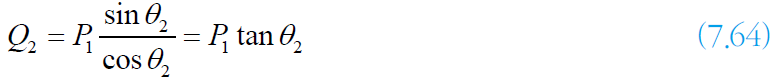 Q₂ = P₁ sin θ₂ / cos θ₂ = P₁ tan θ₂ (7.64)